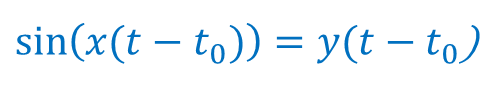 sin(x(t − t₀)) = y(t − t₀)